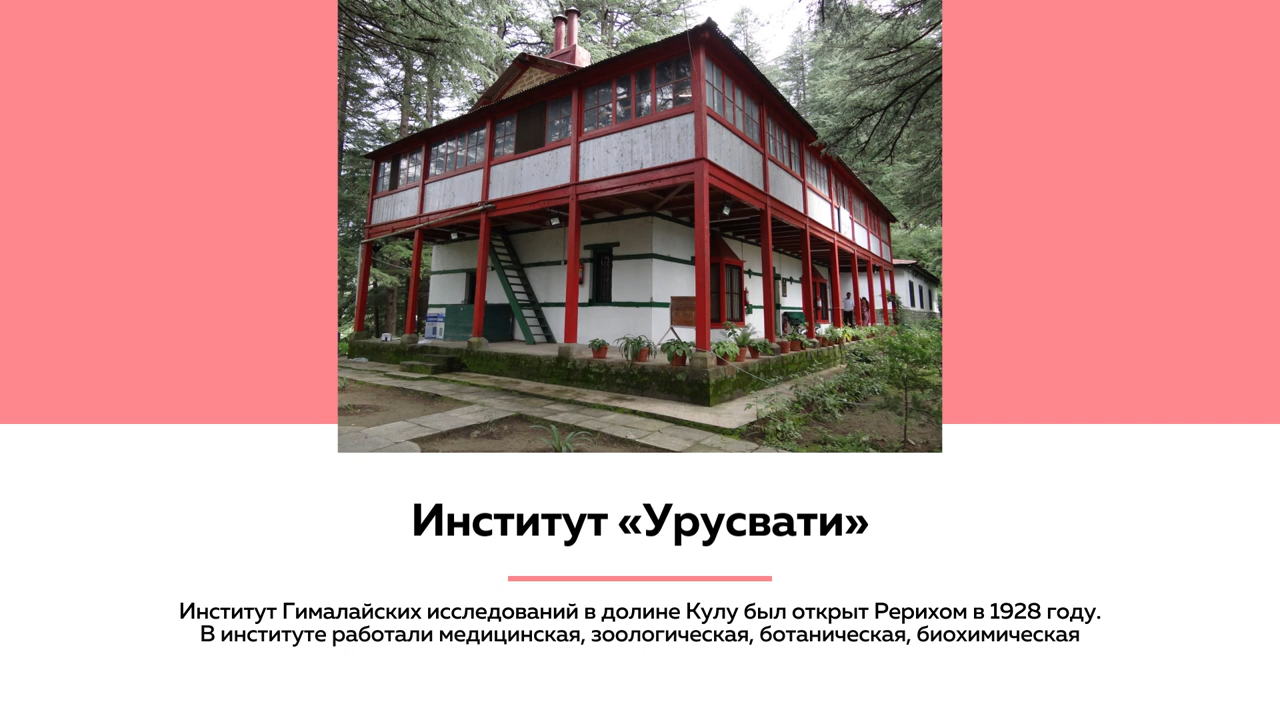 Институт «Урусвати»
Институт Гималайских исследований в долине Кулу был открыт Рерихом в 1928 году.
В институте работали медицинская, зоологическая, ботаническая, биохимическая